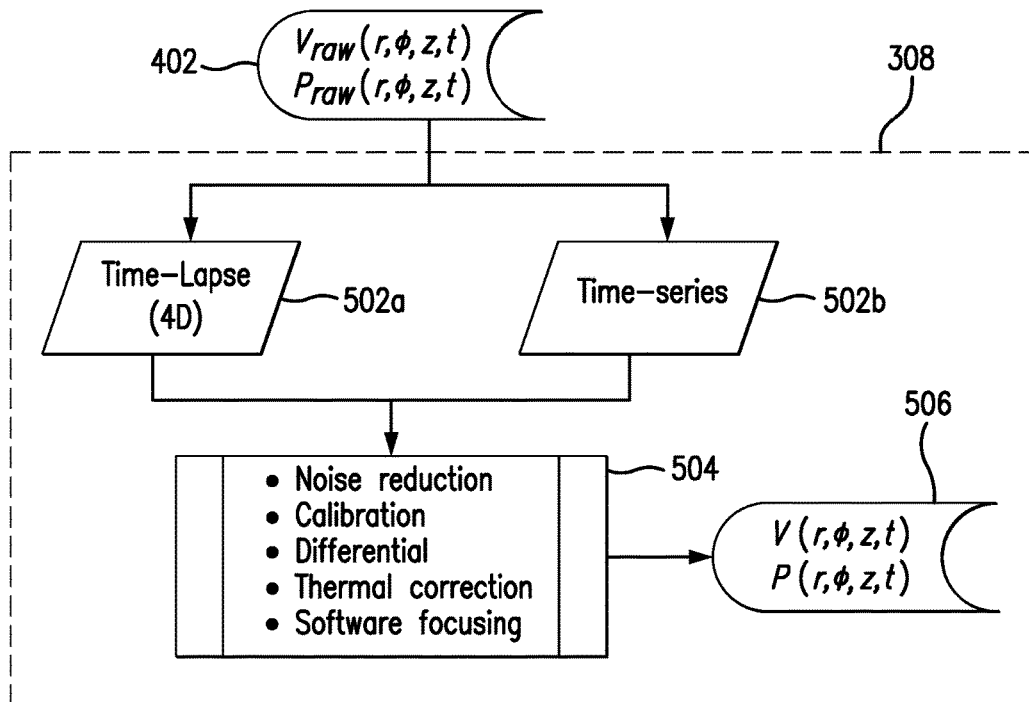 V_raw (r,ϕ,z,t)
402
P_raw (r,ϕ,z,t)
308
Time-Lapse
(4D)
502a
Time-series
502b
506
• Noise reduction
504
• Calibration
• Differential
• Thermal correction
• Software focusing
V (r,ϕ,z,t)
P (r,ϕ,z,t)